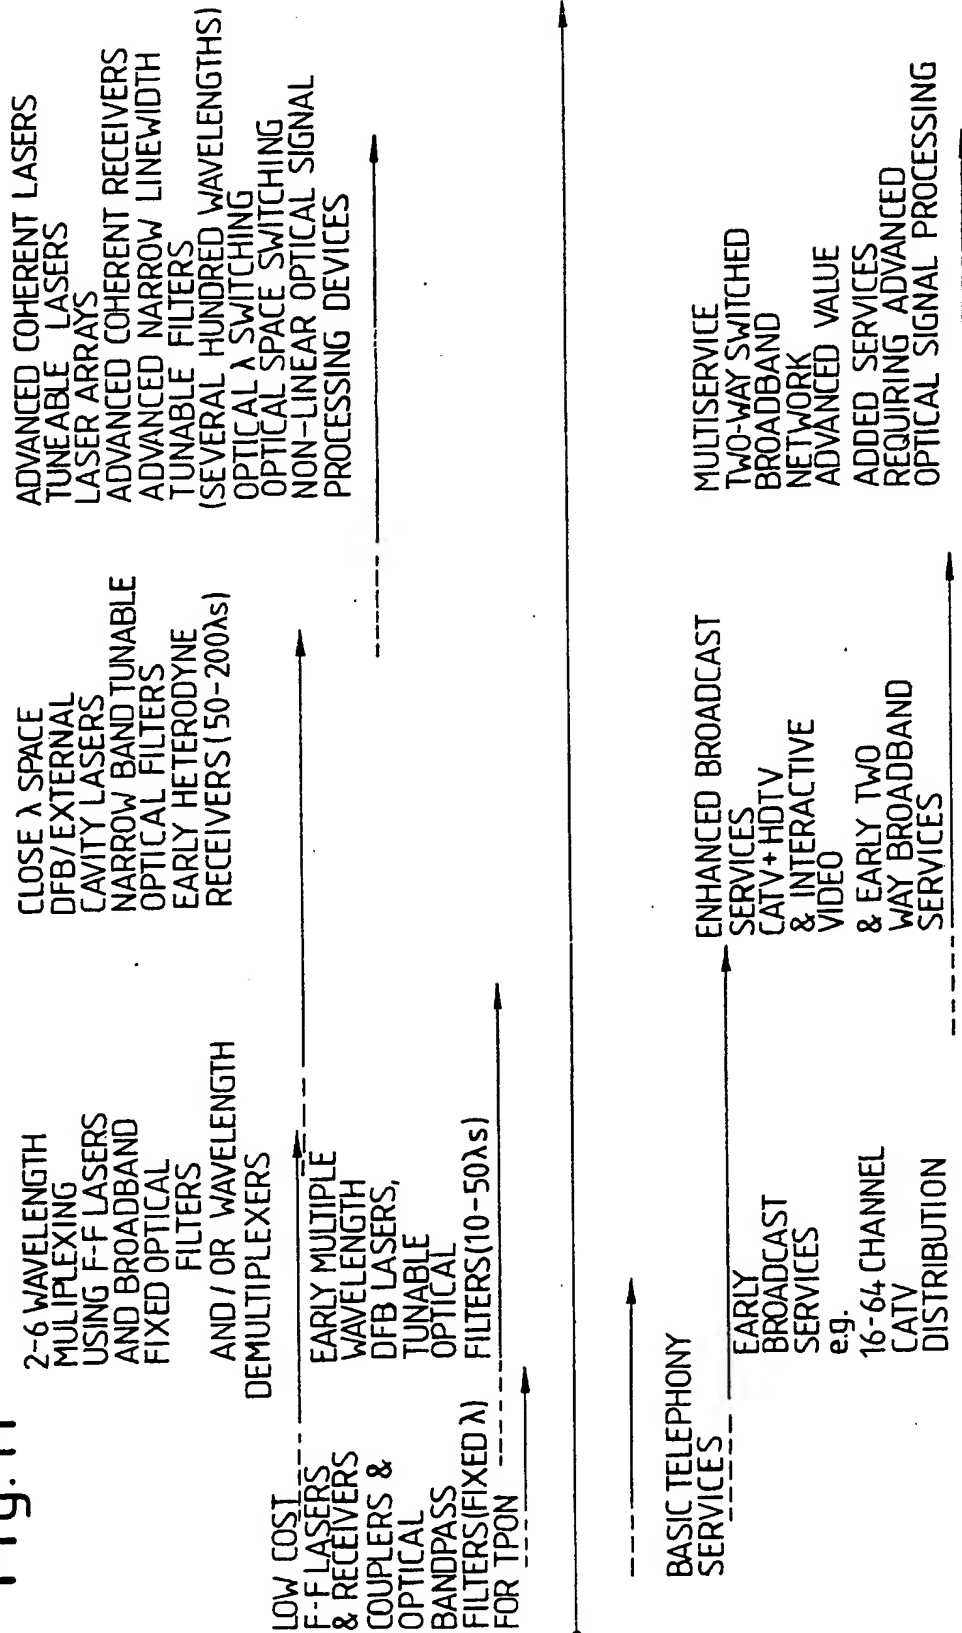 Fig. 11
LOW COST
F-F LASERS
& RECEIVERS
COUPLERS &
OPTICAL
BANDPASS
FILTERS(FIXED λ)
FOR TPON
2-6 WAVELENGTH
MULIPLEXING
USING F-F LASERS
AND BROADBAND
FIXED OPTICAL
FILTERS
AND / OR WAVELENGTH
DEMULTIPLEXERS
EARLY MULTIPLE
WAVELENGTH
DFB LASERS,
TUNABLE
OPTICAL
FILTERS(10-50λs)
CLOSE λ SPACE
DFB/EXTERNAL
CAVITY LASERS
NARROW BAND TUNABLE
OPTICAL FILTERS
EARLY HETERODYNE
RECEIVERS (50-200λs)
ADVANCED COHERENT LASERS
TUNEABLE LASERS
LASER ARRAYS
ADVANCED COHERENT RECEIVERS
ADVANCED NARROW LINEWIDTH
TUNABLE FILTERS
(SEVERAL HUNDRED WAVELENGTHS)
OPTICAL λ SWITCHING
OPTICAL SPACE SWITCHING
NON-LINEAR OPTICAL SIGNAL
PROCESSING DEVICES
BASIC TELEPHONY
SERVICES
EARLY
BROADCAST
SERVICES
e.g.
16-64 CHANNEL
CATV
DISTRIBUTION
ENHANCED BROADCAST
SERVICES
CATV+HDTV
& INTERACTIVE
VIDEO
& EARLY TWO
WAY BROADBAND
SERVICES
MULTISERVICE
TWO-WAY SWITCHED
BROADBAND
NETWORK
ADVANCED VALUE
ADDED SERVICES
REQUIRING ADVANCED
OPTICAL SIGNAL PROCESSING